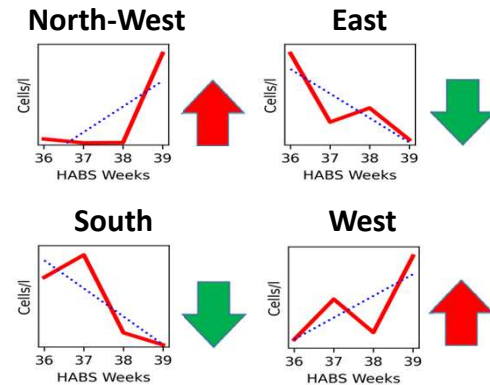 North-West
Cells/l
36 37 38 39
HABS Weeks
East
Cells/l
36 37 38 39
HABS Weeks
South
Cells/l
36 37 38 39
HABS Weeks
West
Cells/l
36 37 38 39
HABS Weeks